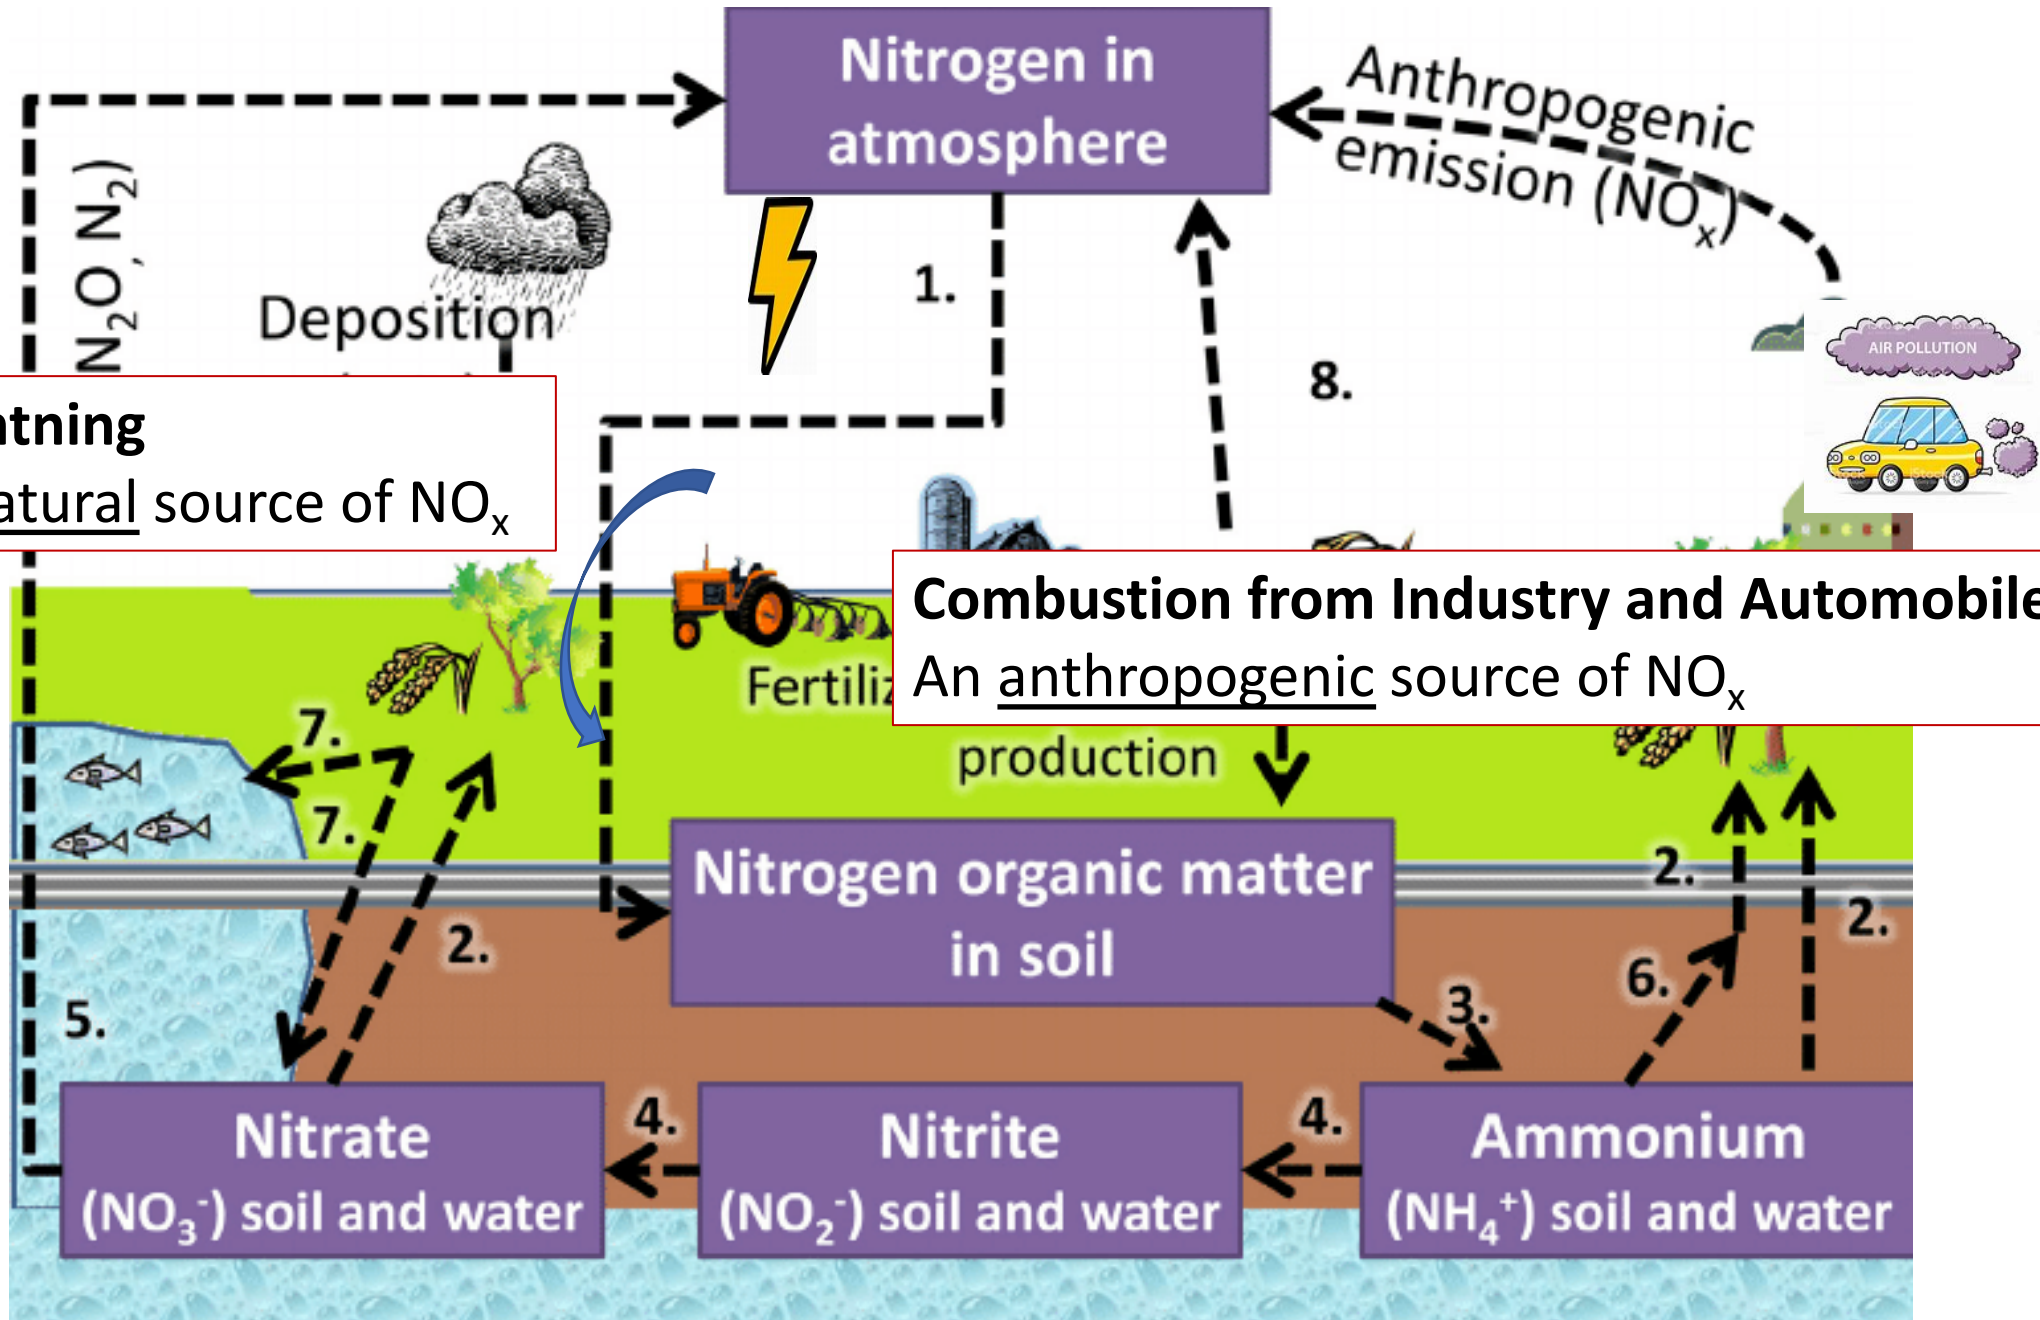 Nitrogen in
atmosphere
Anthropogenic
emission (NOₓ)
N₂O, N₂)
Deposition
1.
8.
AIR POLLUTION
htning
atural source of NOₓ
Combustion from Industry and Automobile
An anthropogenic source of NOₓ
Fertiliz
production
7.
7.
2.
2.
2.
Nitrogen organic matter
in soil
6.
3.
5.
4.
4.
Nitrate
(NO₃⁻) soil and water
Nitrite
(NO₂⁻) soil and water
Ammonium
(NH₄⁺) soil and water